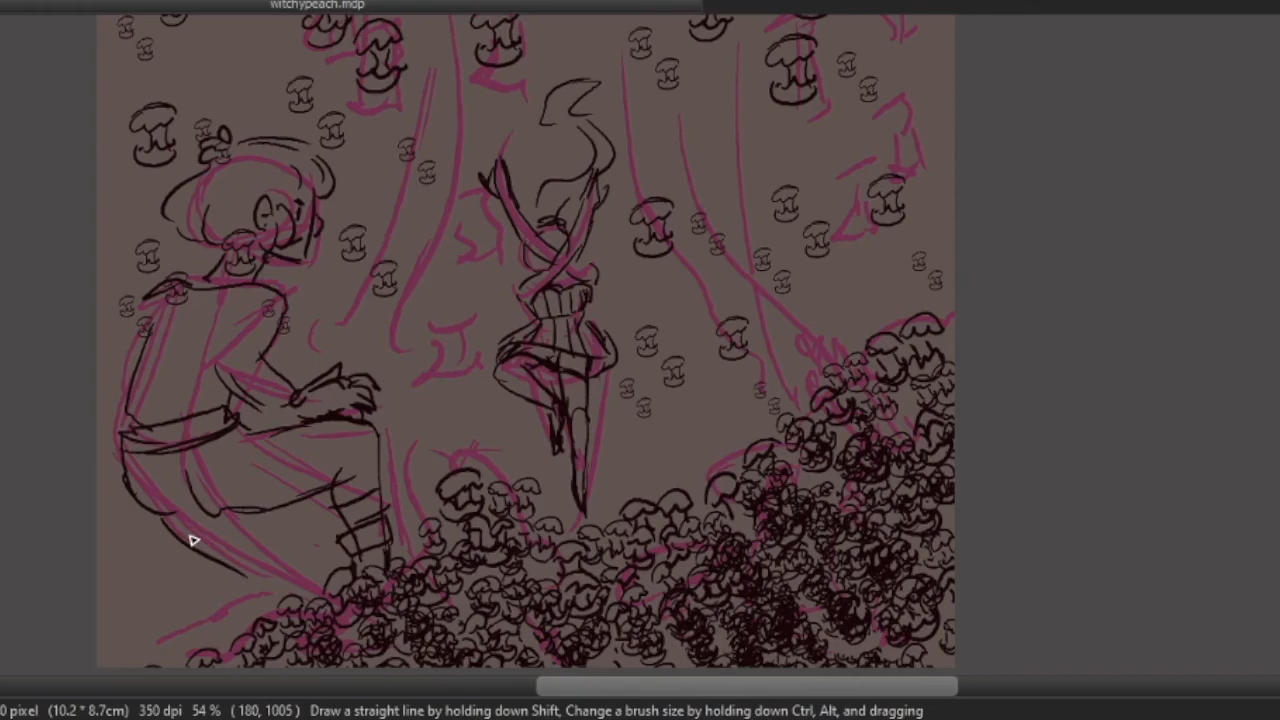 witchypeach.mdp
0 pixel (10.2 * 8.7cm) 350 dpi 54 % ( 180, 1005 ) Draw a straight line by holding down Shift, Change a brush size by holding down Ctrl, Alt, and dragging